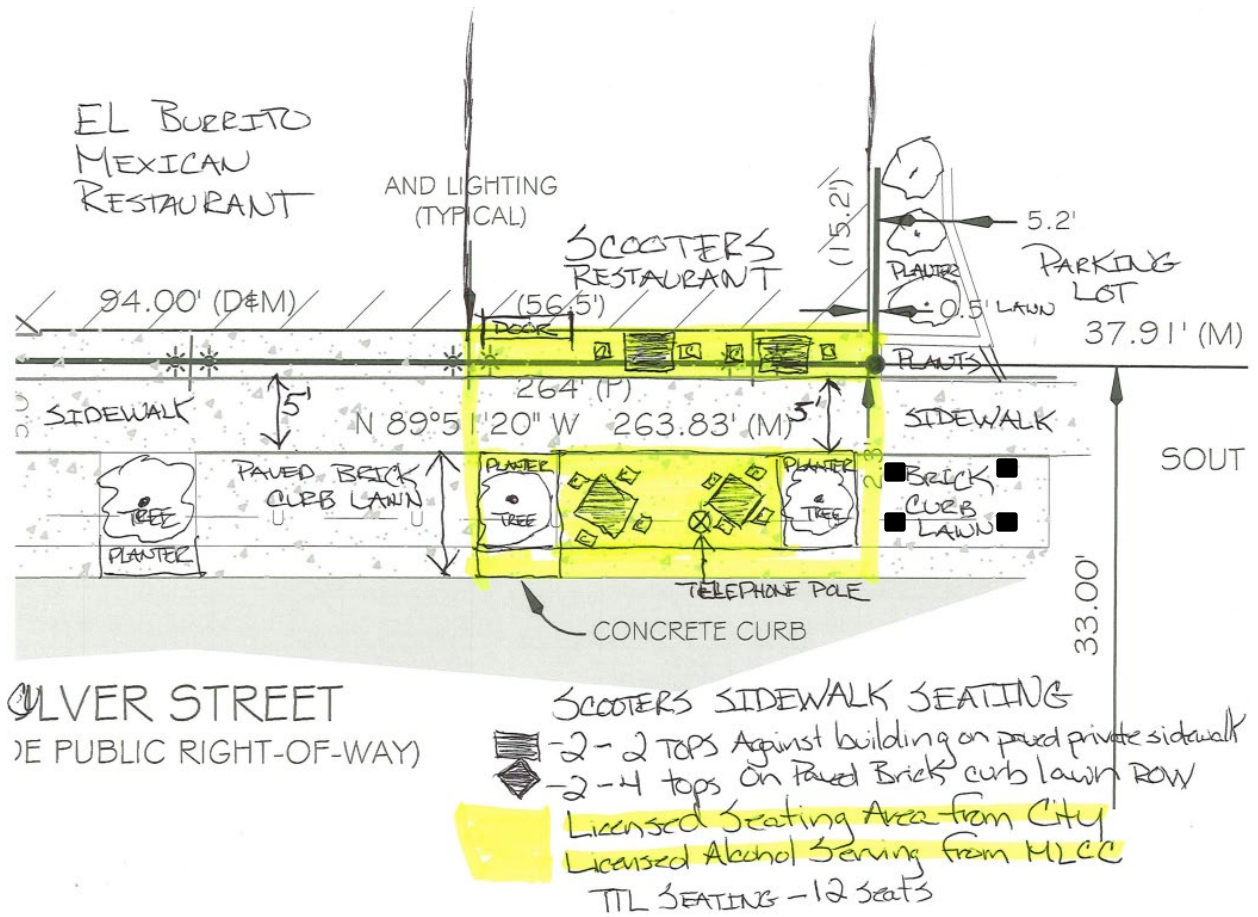 EL BURRITO
MEXICAN
RESTAURANT
AND LIGHTING
(TYPICAL)
SCOOTERS
RESTAURANT
(15.2')
5.2'
PLANTER
PARKING
LOT
0.5' LAWN
37.91' (M)
94.00' (D&M)
(56.5')
DOOR
PLANTS
264' (P)
SIDEWALK
5'
N 89°51'20" W 263.83' (M)
5'
SIDEWALK
SOUT
PAVED BRICK
CURB LAWN
PLANTER
TREE
PLANTER
TREE
BRICK
CURB
LAWN
TREE
PLANTER
TELEPHONE POLE
CONCRETE CURB
33.00'
CULVER STREET
DE PUBLIC RIGHT-OF-WAY)
SCOOTERS SIDEWALK SEATING
-2-2 TOPS Against building on paved private sidewalk
-2-4 tops on Paved Brick curb lawn ROW
Licensed Seating Area from City
Licensed Alcohol Serving from MLCC
TTL SEATING -12 Seats